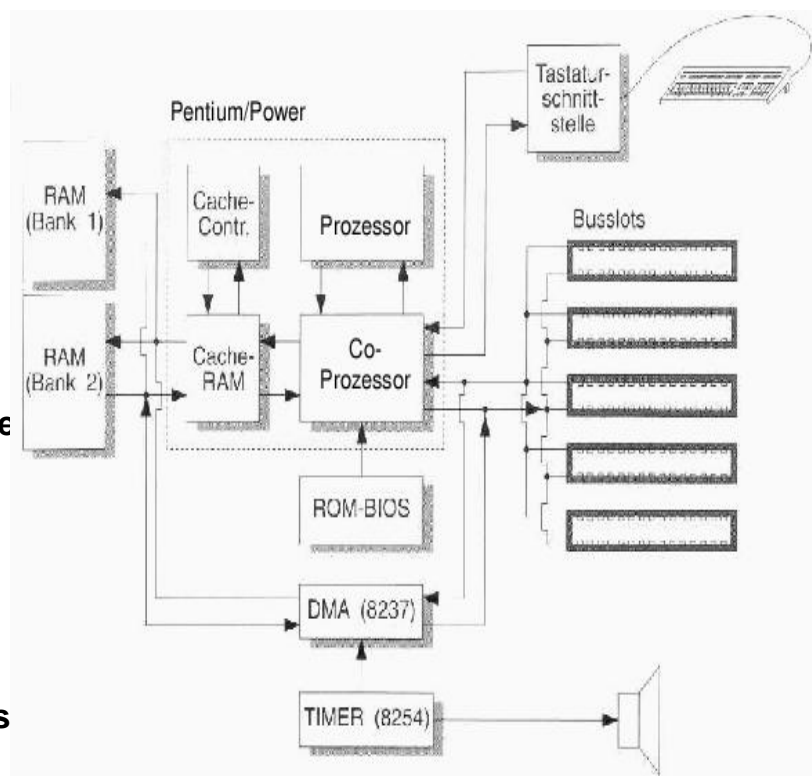 Tastatur-
schnitt-
stelle
Pentium/Power
RAM
(Bank 1)
Cache-
Contr.
Prozessor
Busslots
RAM
(Bank 2)
Cache-
RAM
Co-
Prozessor
e
ROM-BIOS
DMA (8237)
s
TIMER (8254)